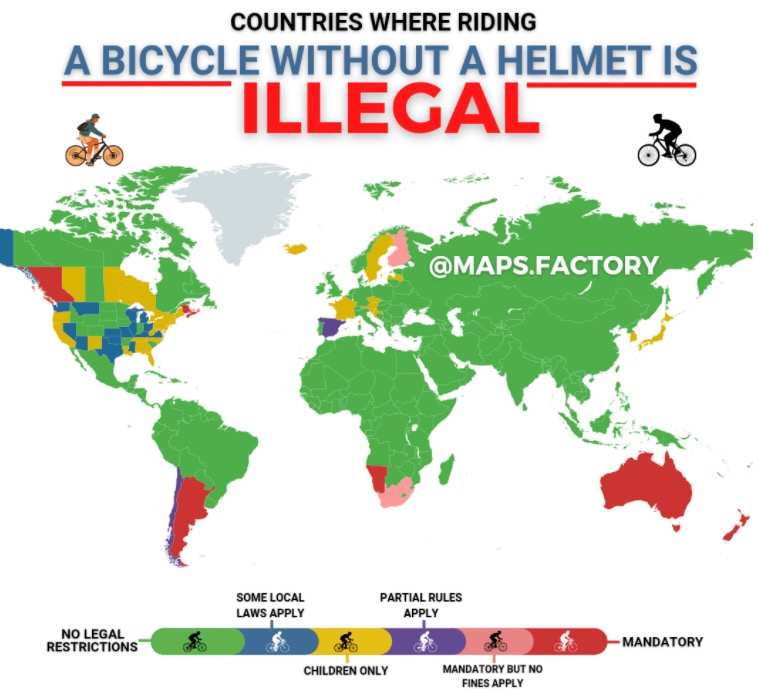 COUNTRIES WHERE RIDING
A BICYCLE WITHOUT A HELMET IS
ILLEGAL
@MAPS.FACTORY
SOME LOCAL
LAWS APPLY
PARTIAL RULES
APPLY
NO LEGAL
RESTRICTIONS
MANDATORY
CHILDREN ONLY
MANDATORY BUT NO
FINES APPLY